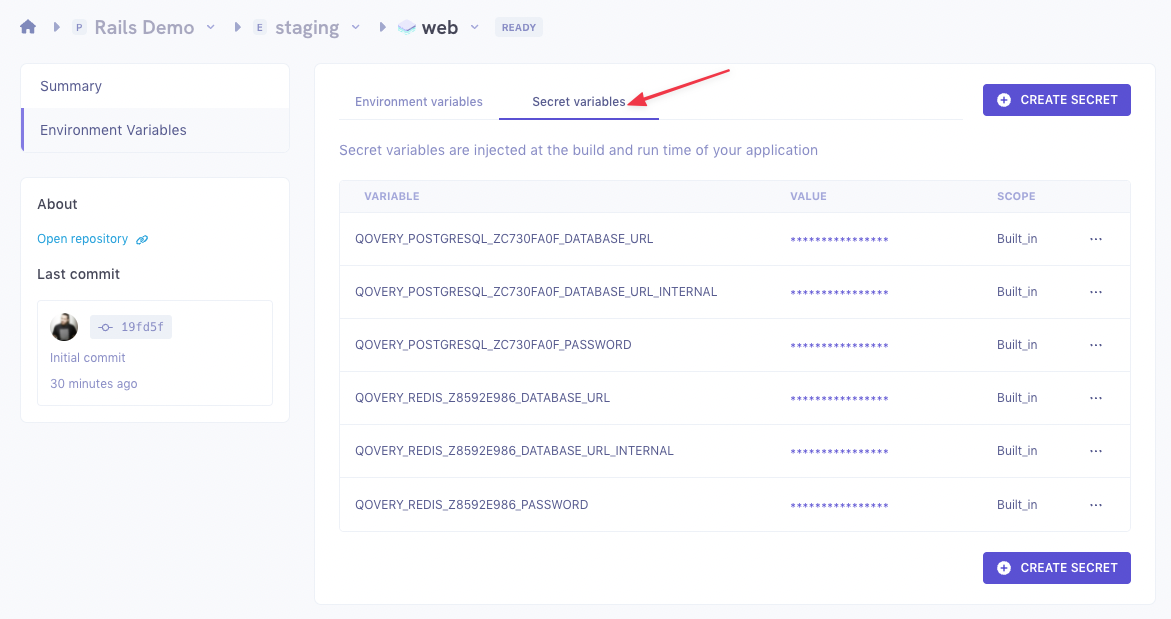 P Rails Demo E staging web READY
Summary
Environment Variables
About
Open repository
Last commit
19fd5f
Initial commit
30 minutes ago
Environment variables Secret variables CREATE SECRET
Secret variables are injected at the build and run time of your application
VARIABLE VALUE SCOPE
QOVERY_POSTGRESQL_ZC730FA0F_DATABASE_URL **************** Built_in ...
QOVERY_POSTGRESQL_ZC730FA0F_DATABASE_URL_INTERNAL **************** Built_in ...
QOVERY_POSTGRESQL_ZC730FA0F_PASSWORD **************** Built_in ...
QOVERY_REDIS_Z8592E986_DATABASE_URL **************** Built_in ...
QOVERY_REDIS_Z8592E986_DATABASE_URL_INTERNAL **************** Built_in ...
QOVERY_REDIS_Z8592E986_PASSWORD **************** Built_in ...
CREATE SECRET